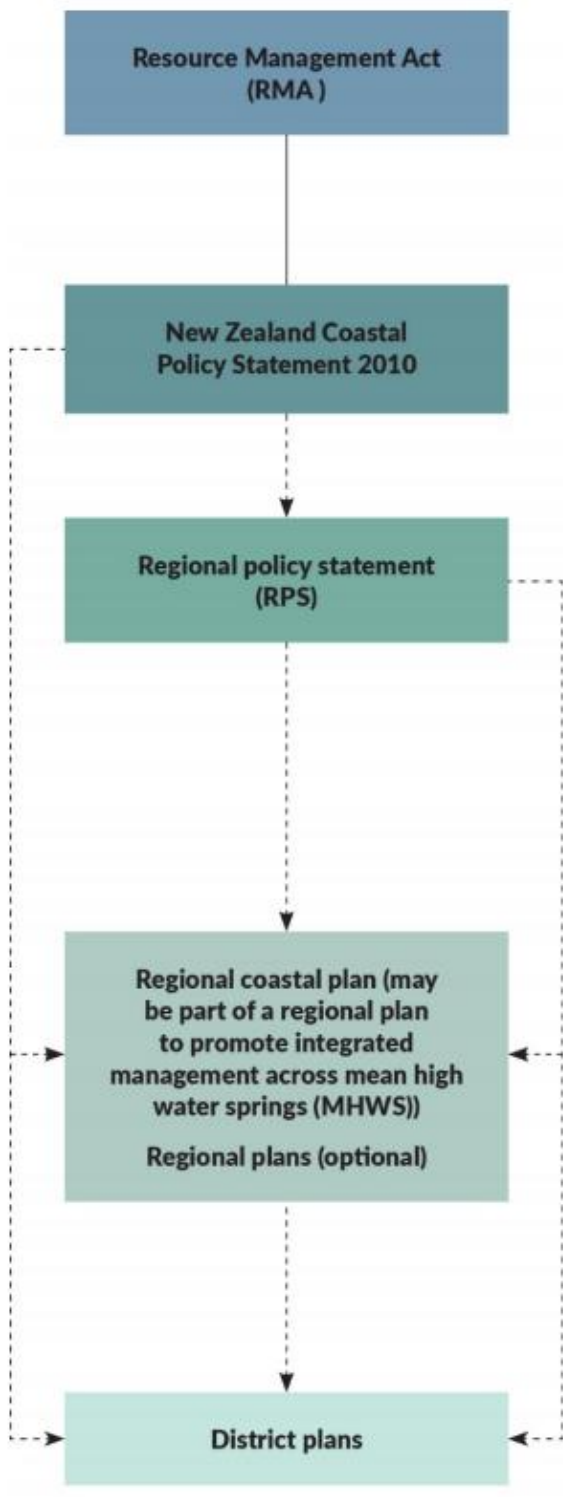 Resource Management Act
(RMA )
New Zealand Coastal
Policy Statement 2010
Regional policy statement
(RPS)
Regional coastal plan (may
be part of a regional plan
to promote integrated
management across mean high
water springs (MHWS))
Regional plans (optional)
District plans